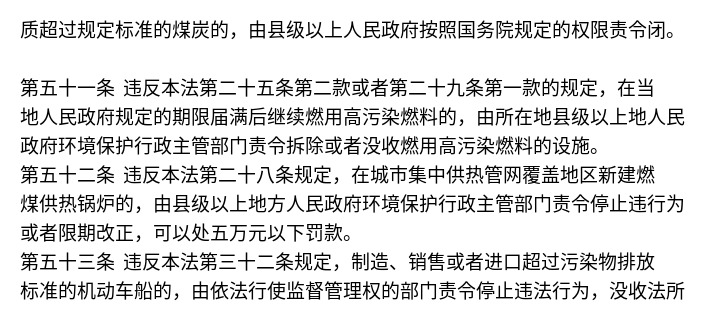 质超过规定标准的煤炭的，由县级以上人民政府按照国务院规定的权限责令闭。
第五十一条 违反本法第二十五条第二款或者第二十九条第一款的规定，在当
地人民政府规定的期限届满后继续燃用高污染燃料的，由所在地县级以上地人民
政府环境保护行政主管部门责令拆除或者没收燃用高污染燃料的设施。
第五十二条 违反本法第二十八条规定，在城市集中供热管网覆盖地区新建燃
煤供热锅炉的，由县级以上地方人民政府环境保护行政主管部门责令停止违行为
或者限期改正，可以处五万元以下罚款。
第五十三条 违反本法第三十二条规定，制造、销售或者进口超过污染物排放
标准的机动车船的，由依法行使监督管理权的部门责令停止违法行为，没收法所